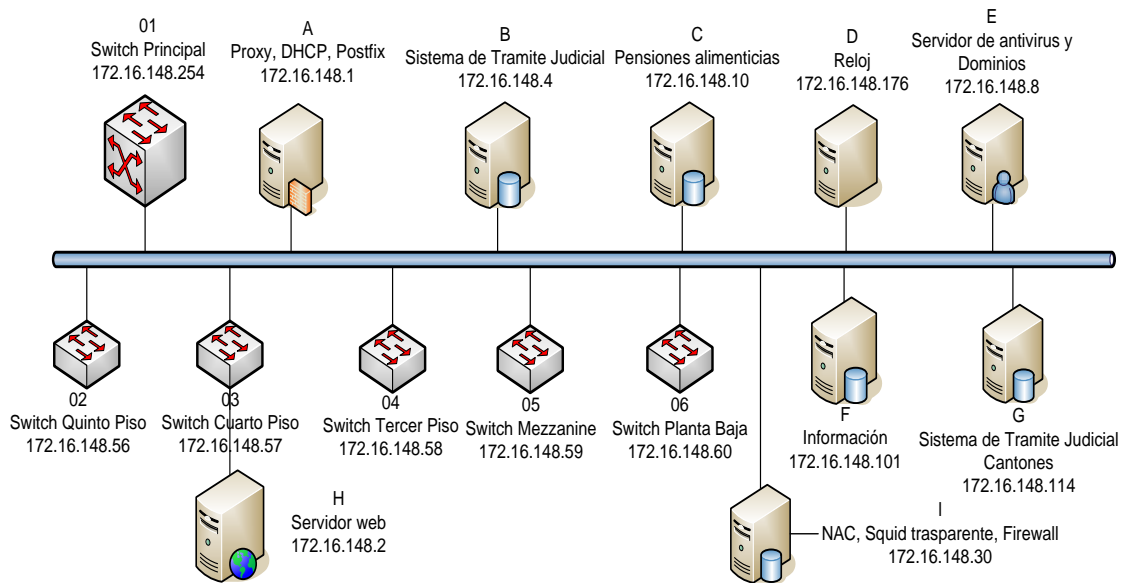 01
Switch Principal
172.16.148.254
A
Proxy, DHCP, Postfix
172.16.148.1
B
Sistema de Tramite Judicial
172.16.148.4
C
Pensiones alimenticias
172.16.148.10
D
Reloj
172.16.148.176
E
Servidor de antivirus y
Dominios
172.16.148.8
02
Switch Quinto Piso
172.16.148.56
03
Switch Cuarto Piso
172.16.148.57
04
Switch Tercer Piso
172.16.148.58
05
Switch Mezzanine
172.16.148.59
06
Switch Planta Baja
172.16.148.60
F
Información
172.16.148.101
G
Sistema de Tramite Judicial
Cantones
172.16.148.114
H
Servidor web
172.16.148.2
I
NAC, Squid trasparente, Firewall
172.16.148.30